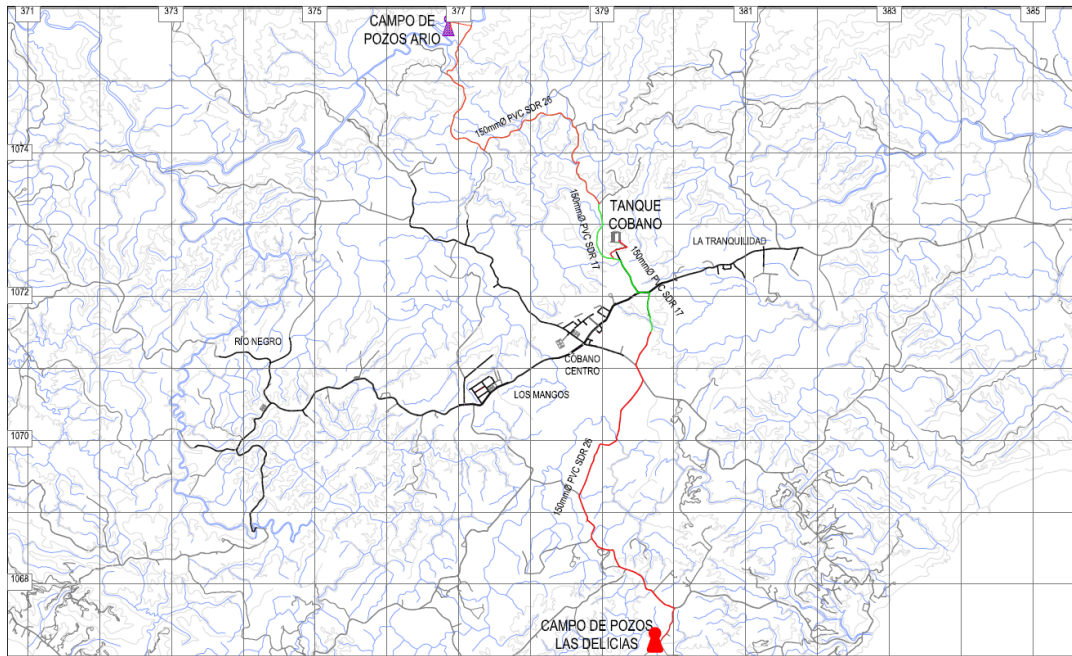 371
373
375
377
379
381
383
385
CAMPO DE
POZOS ARIO
150mmØ PVC SDR 26
1074
150mmØ PVC SDR 17
TANQUE
COBANO
LA TRANQUILIDAD
150mmØ PVC SDR 17
1072
RÍO NEGRO
COBANO
CENTRO
LOS MANGOS
1070
150mmØ PVC SDR 26
1068
CAMPO DE POZOS
LAS DELICIAS